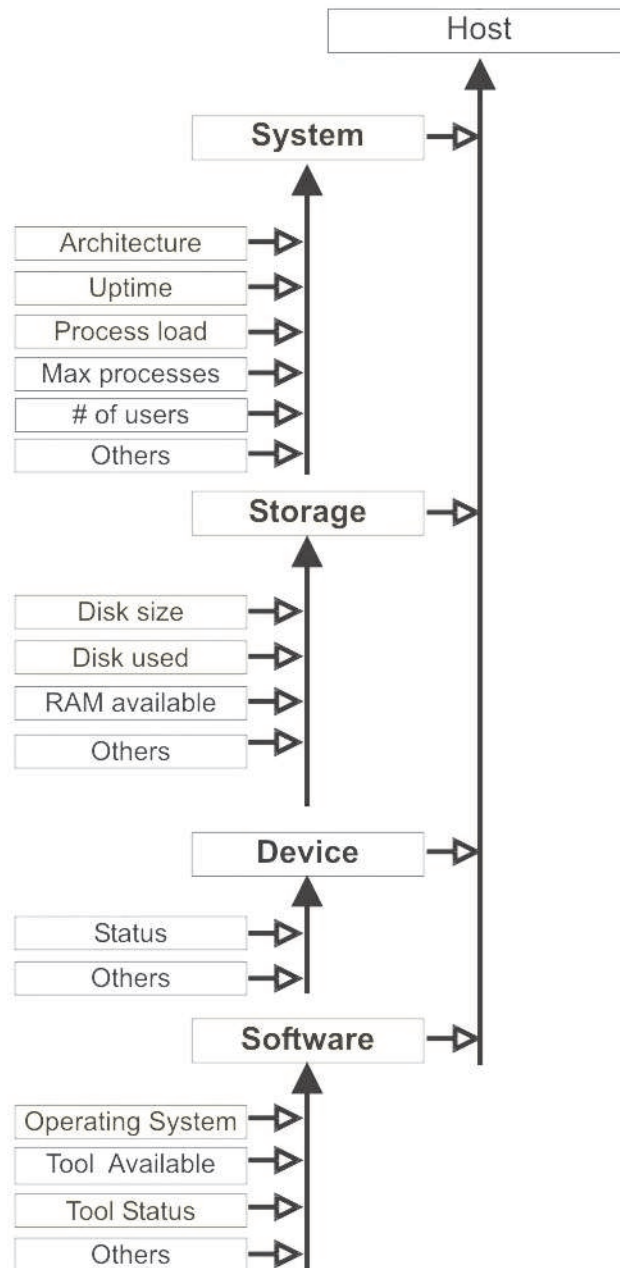 Host
System
Architecture
Uptime
Process load
Max processes
# of users
Others
Storage
Disk size
Disk used
RAM available
Others
Device
Status
Others
Software
Operating System
Tool Available
Tool Status
Others